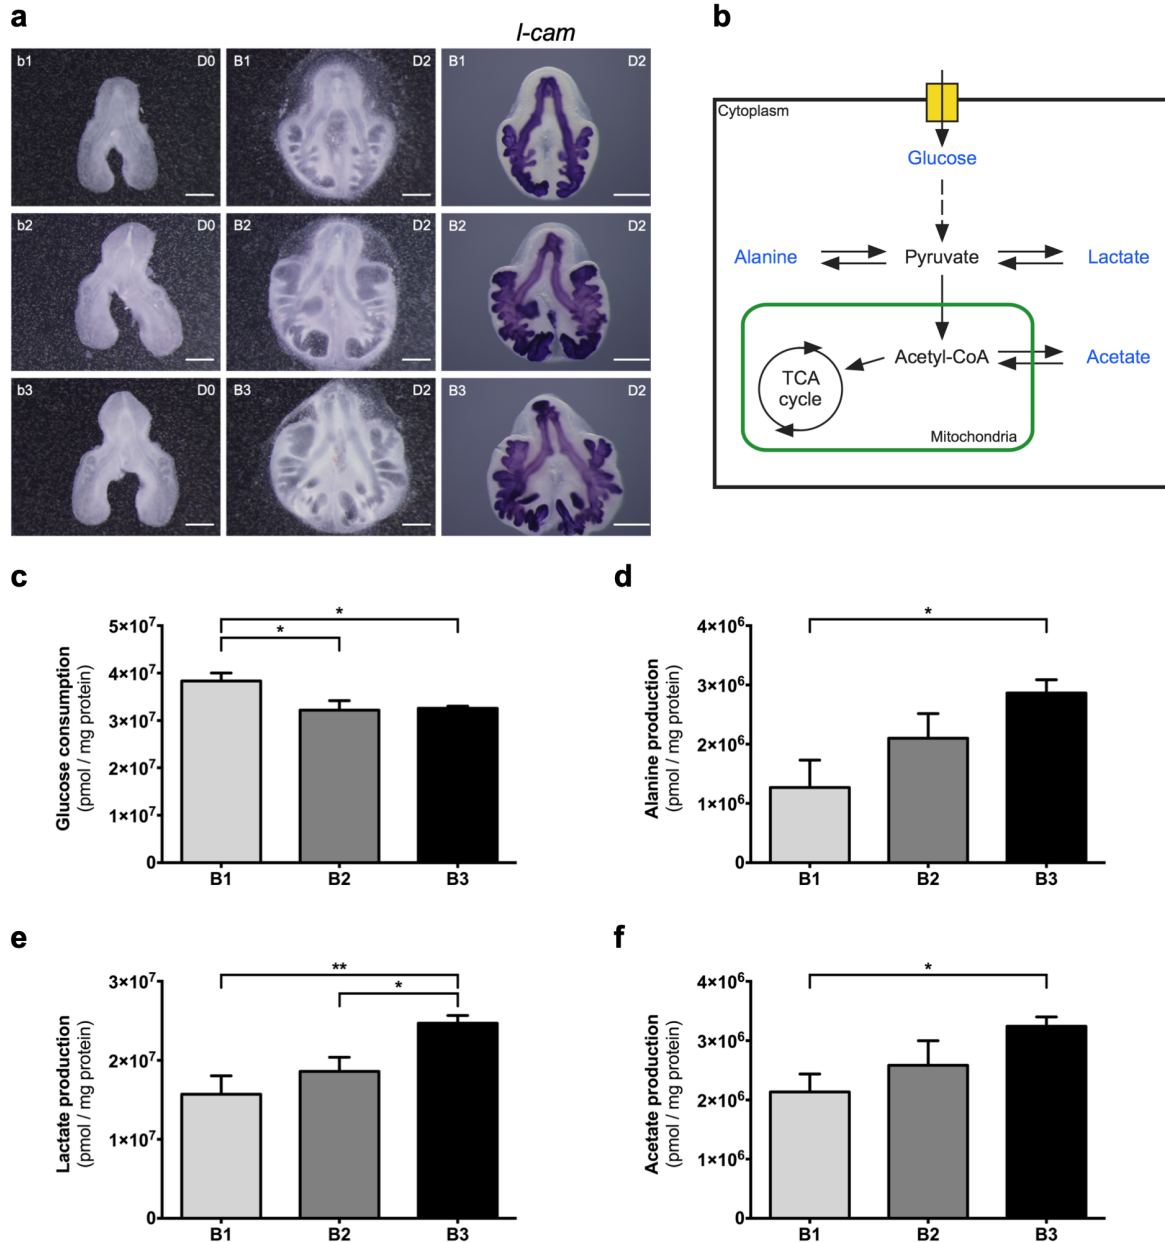 a
b
l-cam
b1 D0
B1 D2
B1 D2
b2 D0
B2 D2
B2 D2
b3 D0
B3 D2
B3 D2
Cytoplasm
Glucose
Alanine
Pyruvate
Lactate
Acetyl-CoA
Acetate
TCA
cycle
Mitochondria
c
Glucose consumption
(pmol / mg protein)
5×10⁷
4×10⁷
3×10⁷
2×10⁷
1×10⁷
0
*
*
B1 B2 B3
d
Alanine production
(pmol / mg protein)
4×10⁶
3×10⁶
2×10⁶
1×10⁶
0
*
B1 B2 B3
e
Lactate production
(pmol / mg protein)
3×10⁷
2×10⁷
1×10⁷
0
**
*
B1 B2 B3
f
Acetate production
(pmol / mg protein)
4×10⁶
3×10⁶
2×10⁶
1×10⁶
0
*
B1 B2 B3